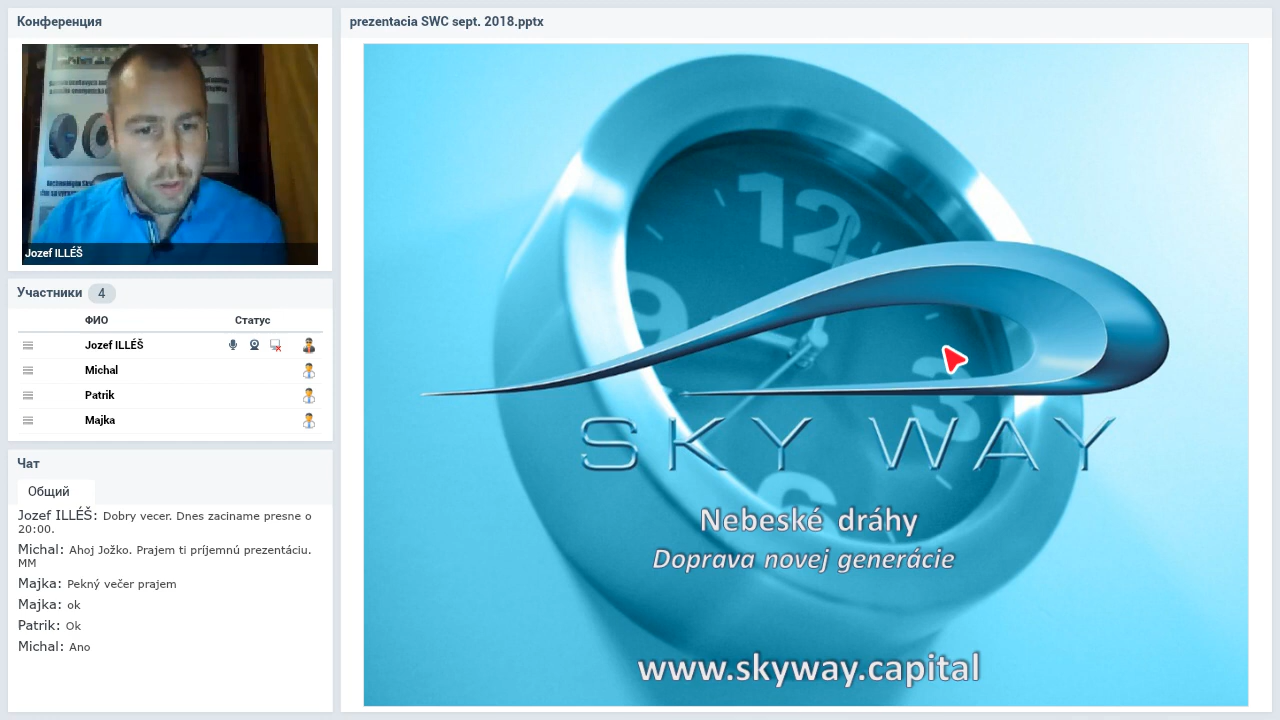 Конференция
Jozef ILLÉŠ
Участники 4
ФИО Статус
Jozef ILLÉŠ
Michal
Patrik
Majka
Чат
Общий
Jozef ILLÉŠ: Dobry vecer. Dnes zaciname presne o
20:00.
Michal: Ahoj Jožko. Prajem ti príjemnú prezentáciu.
MM
Majka: Pekný večer prajem
Majka: ok
Patrik: Ok
Michal: Ano
prezentacia SWC sept. 2018.pptx
12
9
3
6
SKY WAY
Nebeské dráhy
Doprava novej generácie
www.skyway.capital